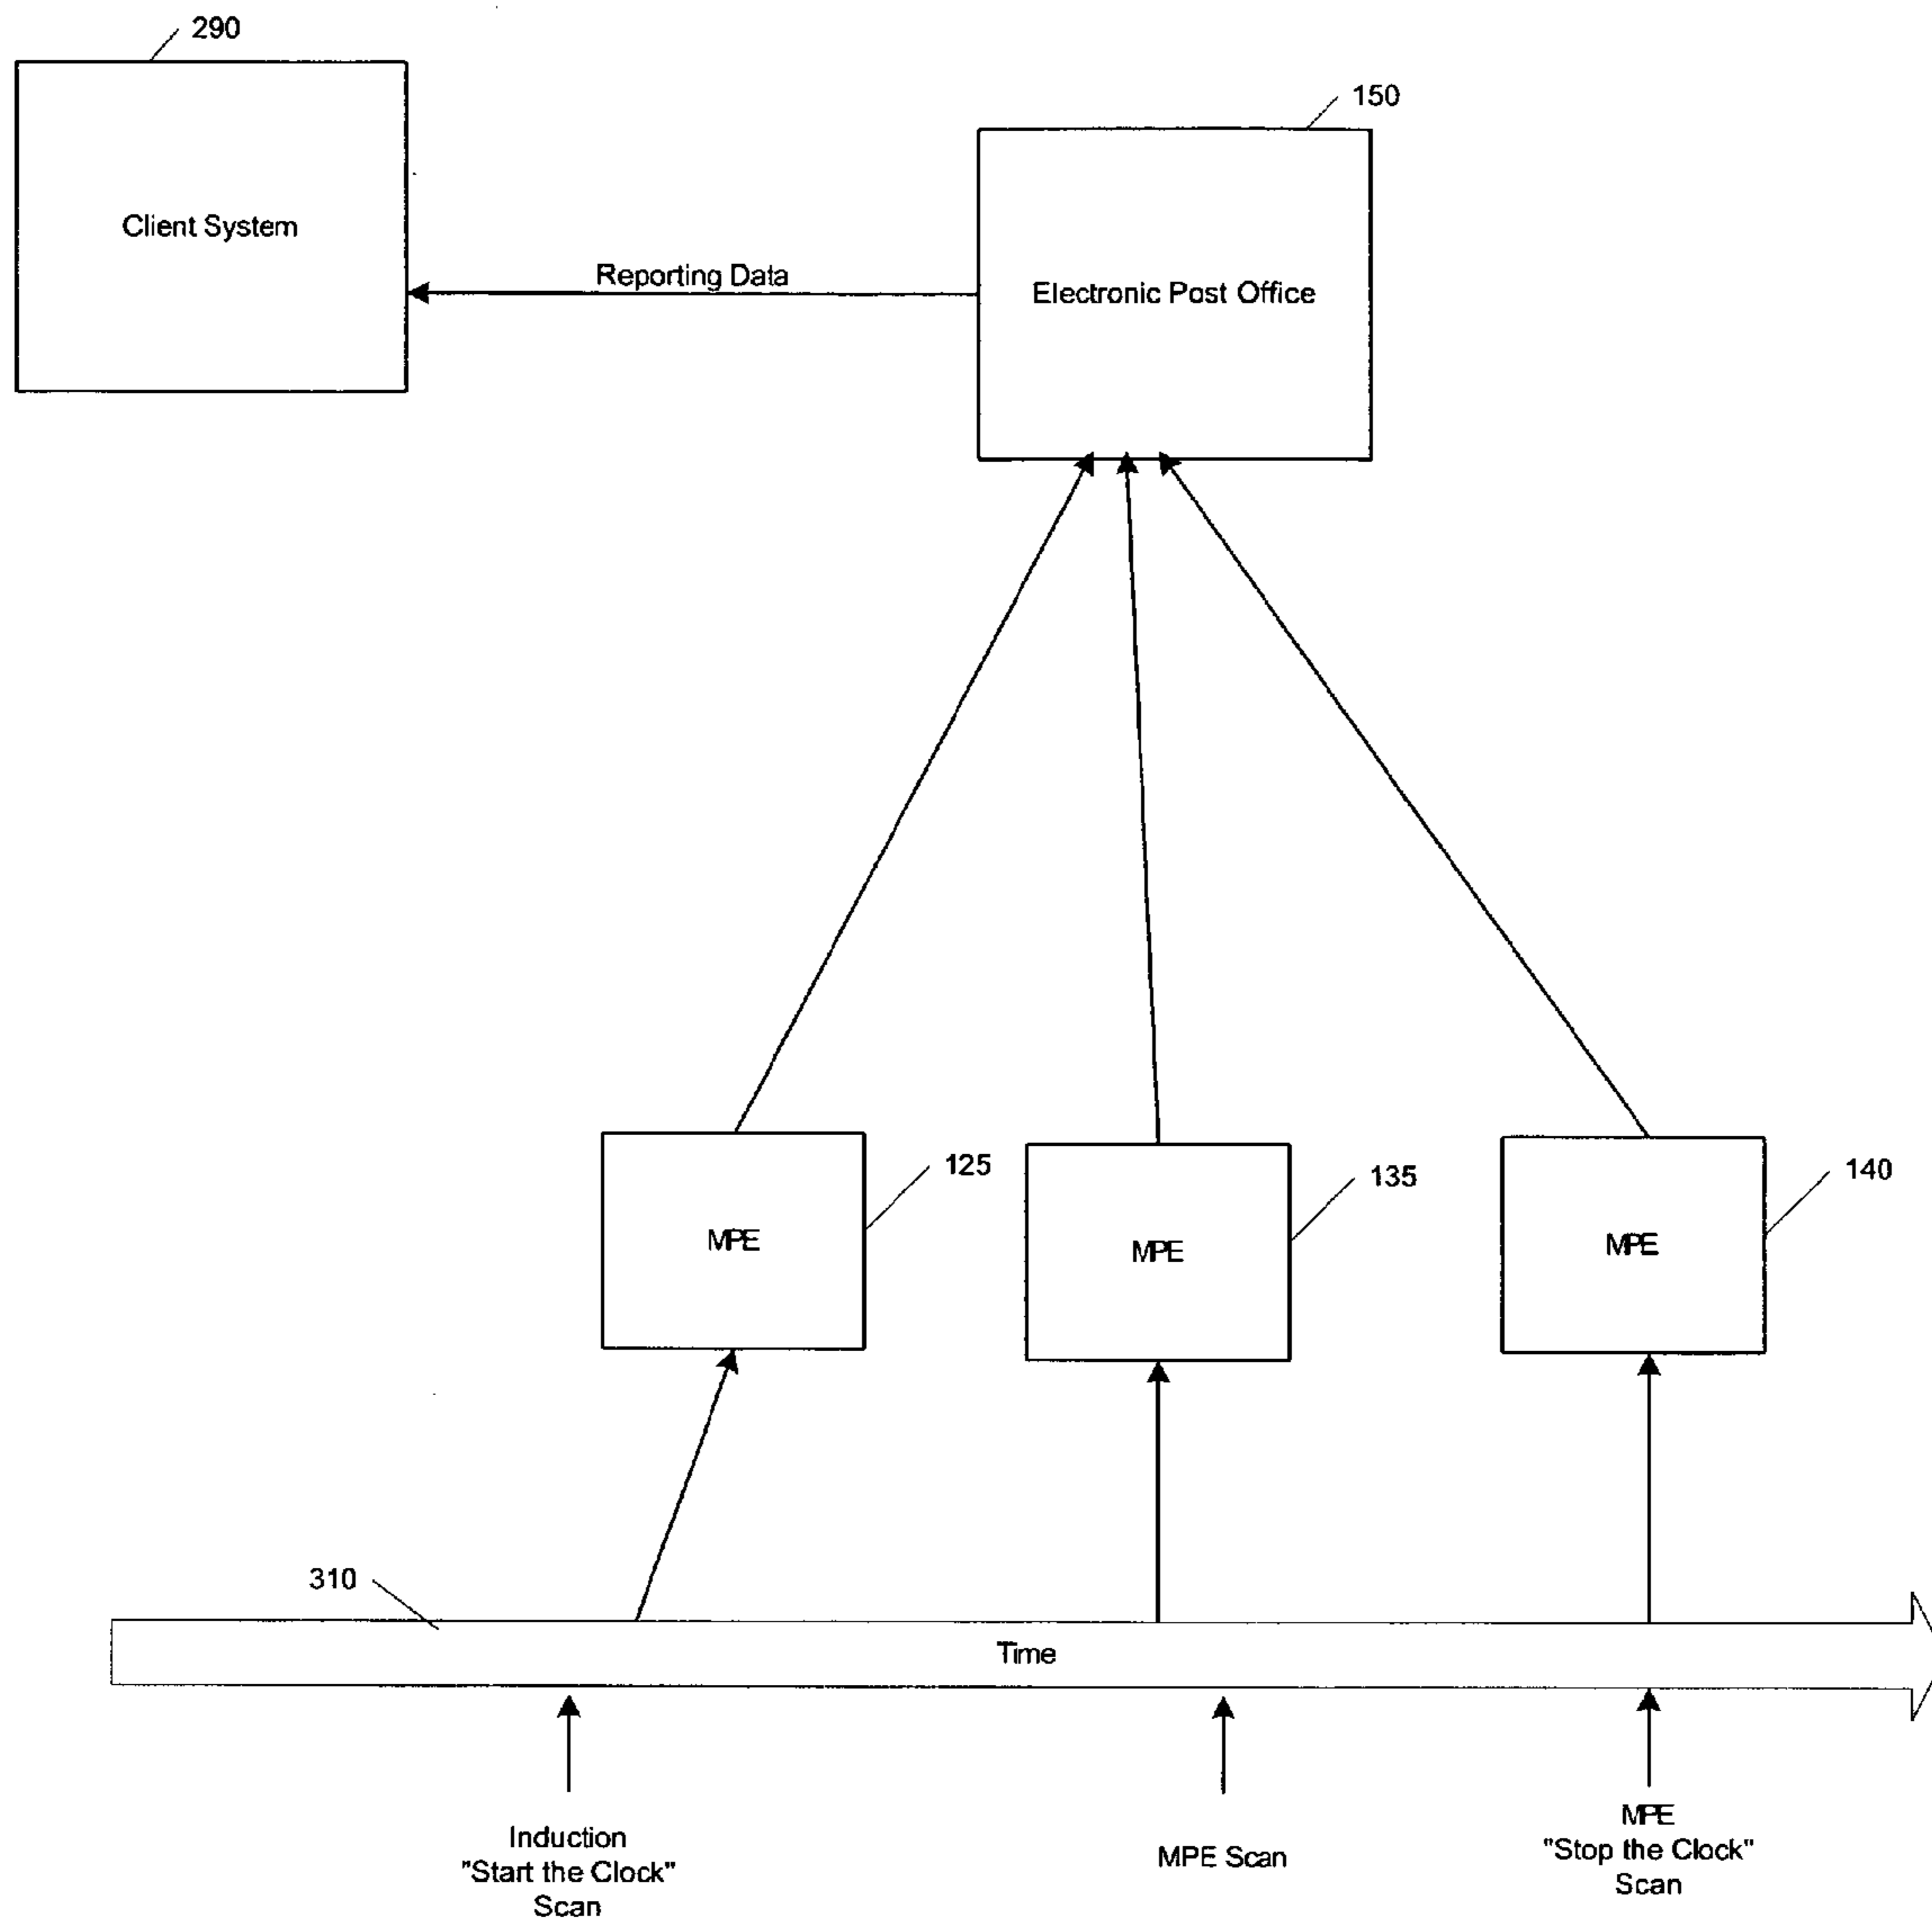 290
150
Client System
Reporting Data
Electronic Post Office
125
135
140
MPE
MPE
MPE
310
Time
Induction
"Start the Clock"
Scan
MPE Scan
MPE
"Stop the Clock"
Scan